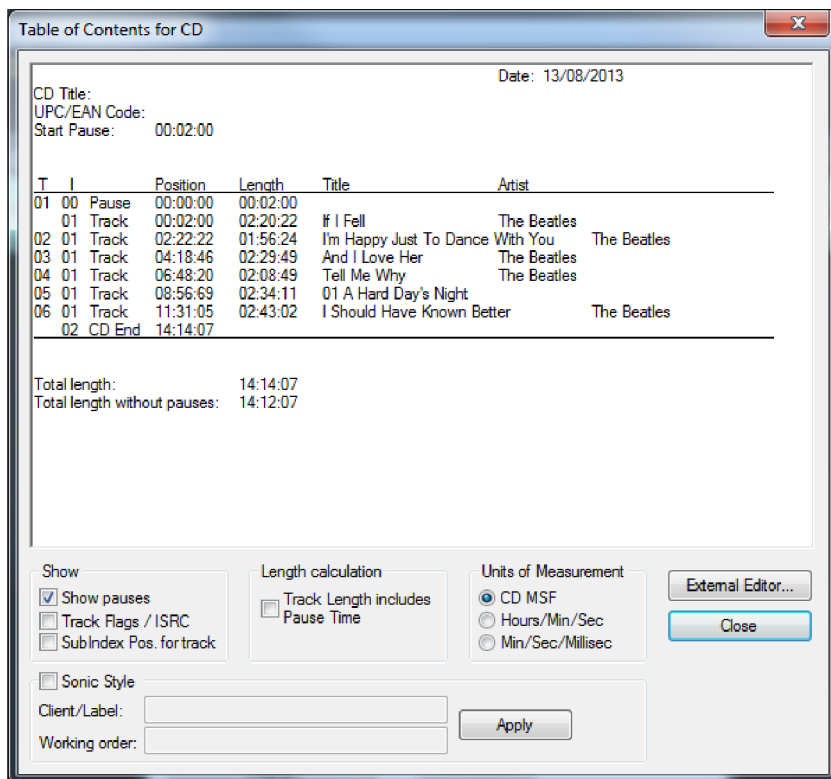 Table of Contents for CD
Date: 13/08/2013
CD Title:
UPC/EAN Code:
Start Pause: 00:02:00
T I Position Length Title Artist
01 00 Pause 00:00:00 00:02:00
01 Track 00:02:00 02:20:22 If I Fell The Beatles
02 01 Track 02:22:22 01:56:24 I'm Happy Just To Dance With You The Beatles
03 01 Track 04:18:46 02:29:49 And I Love Her The Beatles
04 01 Track 06:48:20 02:08:49 Tell Me Why The Beatles
05 01 Track 08:56:69 02:34:11 01 A Hard Day's Night
06 01 Track 11:31:05 02:43:02 I Should Have Known Better The Beatles
02 CD End 14:14:07
Total length: 14:14:07
Total length without pauses: 14:12:07
Show
Show pauses
Track Flags / ISRC
SubIndex Pos. for track
Length calculation
Track Length includes
Pause Time
Units of Measurement
CD MSF
Hours/Min/Sec
Min/Sec/Millisec
External Editor...
Close
Sonic Style
Client/Label:
Working order:
Apply